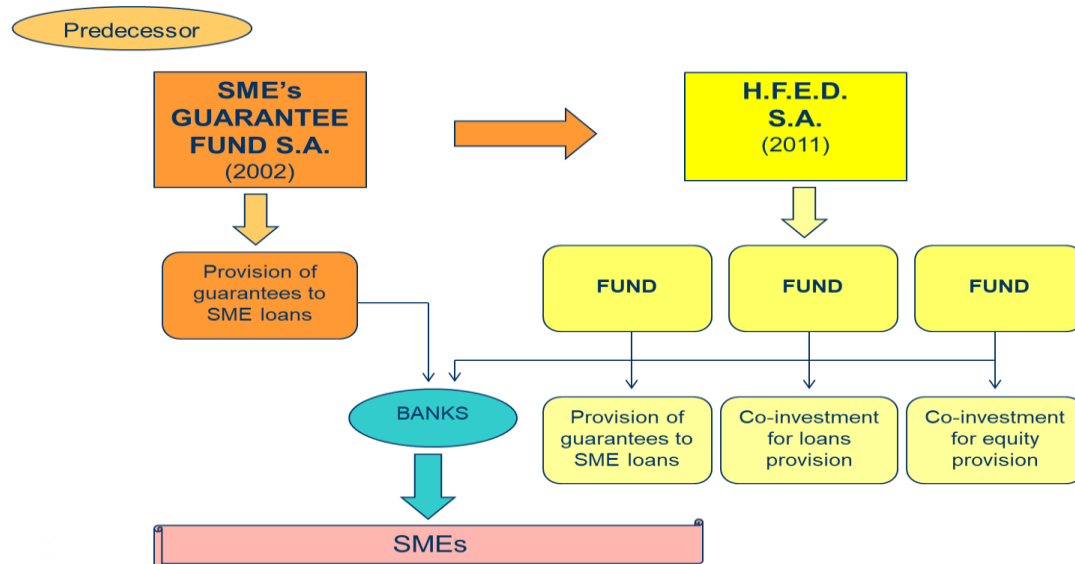 Predecessor
SME's
GUARANTEE
FUND S.A.
(2002)
H.F.E.D.
S.A.
(2011)
Provision of
guarantees to
SME loans
FUND
FUND
FUND
BANKS
Provision of
guarantees to
SME loans
Co-investment
for loans
provision
Co-investment
for equity
provision
SMEs